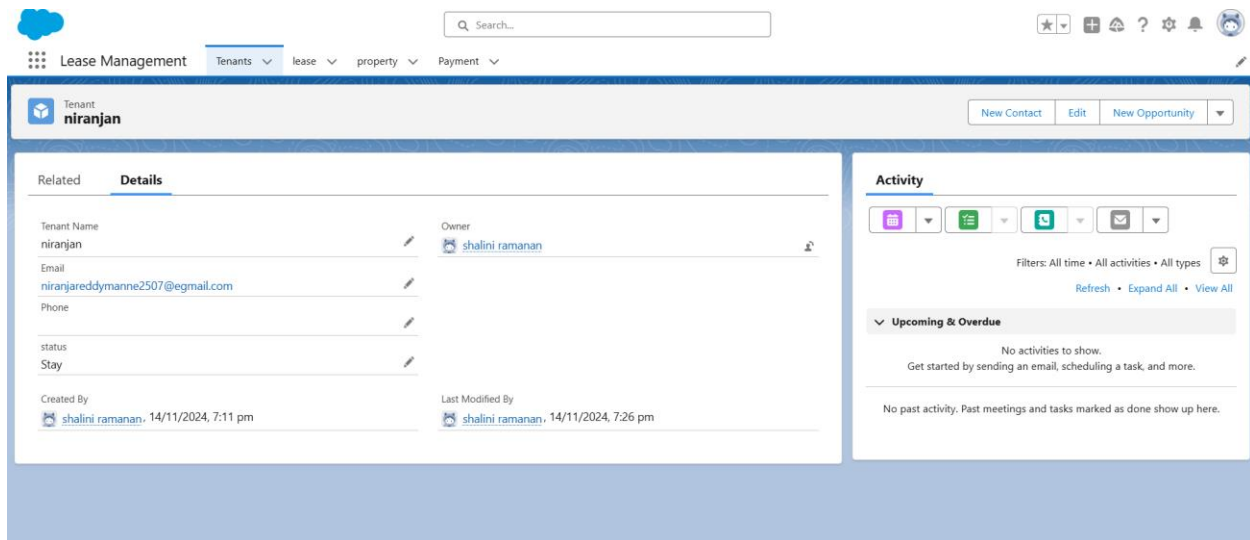 Search...
Lease Management Tenants lease property Payment
Tenant
niranjan
New Contact Edit New Opportunity
Related Details
Tenant Name
niranjan
Owner
shalini ramanan
Email
niranjareddymanne2507@egmail.com
Phone
status
Stay
Created By
shalini ramanan, 14/11/2024, 7:11 pm
Last Modified By
shalini ramanan, 14/11/2024, 7:26 pm
Activity
Filters: All time • All activities • All types
Refresh • Expand All • View All
Upcoming & Overdue
No activities to show.
Get started by sending an email, scheduling a task, and more.
No past activity. Past meetings and tasks marked as done show up here.